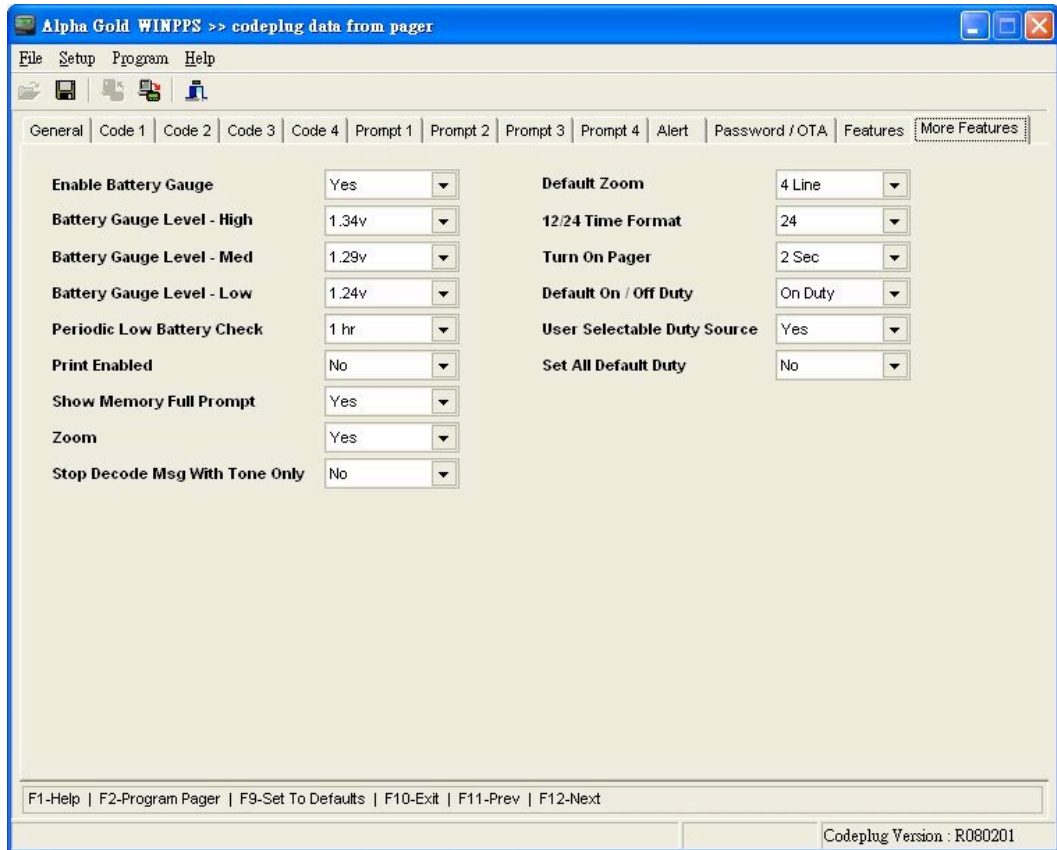 Alpha Gold WINPPS >> codeplug data from pager
File Setup Program Help
General Code 1 Code 2 Code 3 Code 4 Prompt 1 Prompt 2 Prompt 3 Prompt 4 Alert Password / OTA Features More Features
Enable Battery Gauge Yes
Battery Gauge Level - High 1.34v
Battery Gauge Level - Med 1.29v
Battery Gauge Level - Low 1.24v
Periodic Low Battery Check 1 hr
Print Enabled No
Show Memory Full Prompt Yes
Zoom Yes
Stop Decode Msg With Tone Only No
Default Zoom 4 Line
12/24 Time Format 24
Turn On Pager 2 Sec
Default On / Off Duty On Duty
User Selectable Duty Source Yes
Set All Default Duty No
F1-Help | F2-Program Pager | F9-Set To Defaults | F10-Exit | F11-Prev | F12-Next
Codeplug Version : R080201